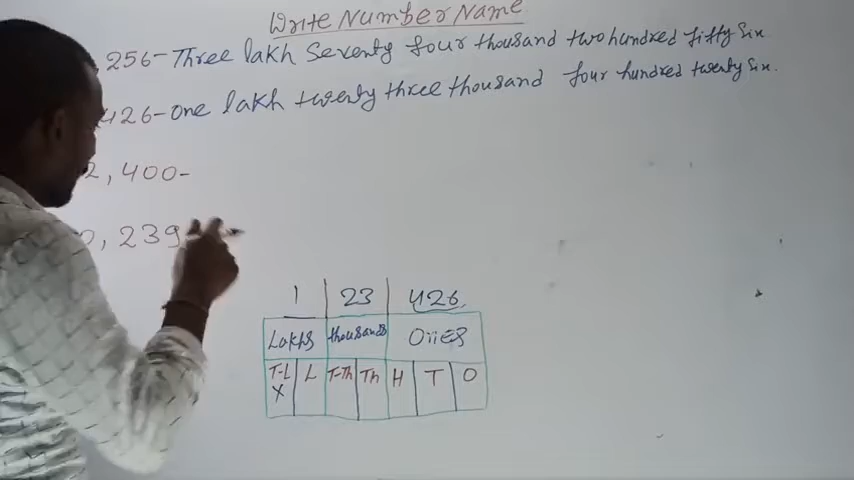 Write Number Name
,256-Three lakh Seventy four thousand two hundred fifty Six
426-One lakh twenty three thousand four hundred twenty Six.
2,400-
0,239
1 23 426
Lakhs thousands Ones
T-L L T-Th Th H T O
X